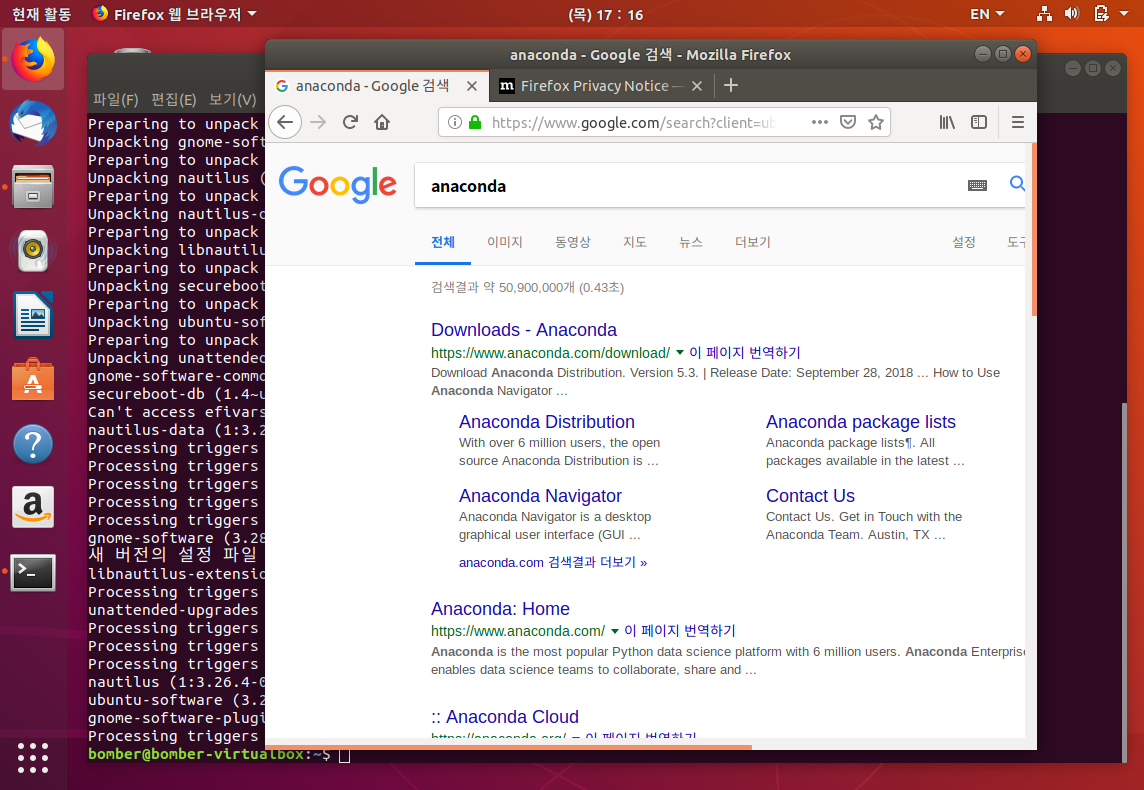 현재 활동 Firefox 웹 브라우저 (목) 17 : 16 EN
파일(F) 편집(E) 보기(V)
Preparing to unpack
Unpacking gnome-soft
Preparing to unpack
Unpacking nautilus (
Preparing to unpack
Unpacking nautilus-d
Preparing to unpack
Unpacking libnautilu
Preparing to unpack
Unpacking secureboot
Preparing to unpack
Unpacking ubuntu-sof
Preparing to unpack
Unpacking unattended
gnome-software-commo
secureboot-db (1.4~u
Can't access efivars
nautilus-data (1:3.2
Processing triggers
Processing triggers
Processing triggers
Processing triggers
Processing triggers
gnome-software (3.28
새 버전의 설정 파일
libnautilus-extensio
Processing triggers
unattended-upgrades
Processing triggers
Processing triggers
Processing triggers
nautilus (1:3.26.4-0
ubuntu-software (3.2
gnome-software-plugi
Processing triggers
bomber@bomber-virtualbox:~$
anaconda - Google 검색 - Mozilla Firefox
anaconda - Google 검색
m Firefox Privacy Notice —
https://www.google.com/search?client=ub
Google
anaconda
전체 이미지 동영상 지도 뉴스 더보기 설정 도구
검색결과 약 50,900,000개 (0.43초)
Downloads - Anaconda
https://www.anaconda.com/download/ 이 페이지 번역하기
Download Anaconda Distribution. Version 5.3. | Release Date: September 28, 2018 ... How to Use
Anaconda Navigator ...
Anaconda Distribution
With over 6 million users, the open
source Anaconda Distribution is ...
Anaconda package lists
Anaconda package lists¶. All
packages available in the latest ...
Anaconda Navigator
Anaconda Navigator is a desktop
graphical user interface (GUI ...
Contact Us
Contact Us. Get in Touch with the
Anaconda Team. Austin, TX ...
anaconda.com 검색결과 더보기 »
Anaconda: Home
https://www.anaconda.com/ 이 페이지 번역하기
Anaconda is the most popular Python data science platform with 6 million users. Anaconda Enterpris
enables data science teams to collaborate, share and ...
:: Anaconda Cloud
https://anaconda.org/ 이 페이지 번역하기